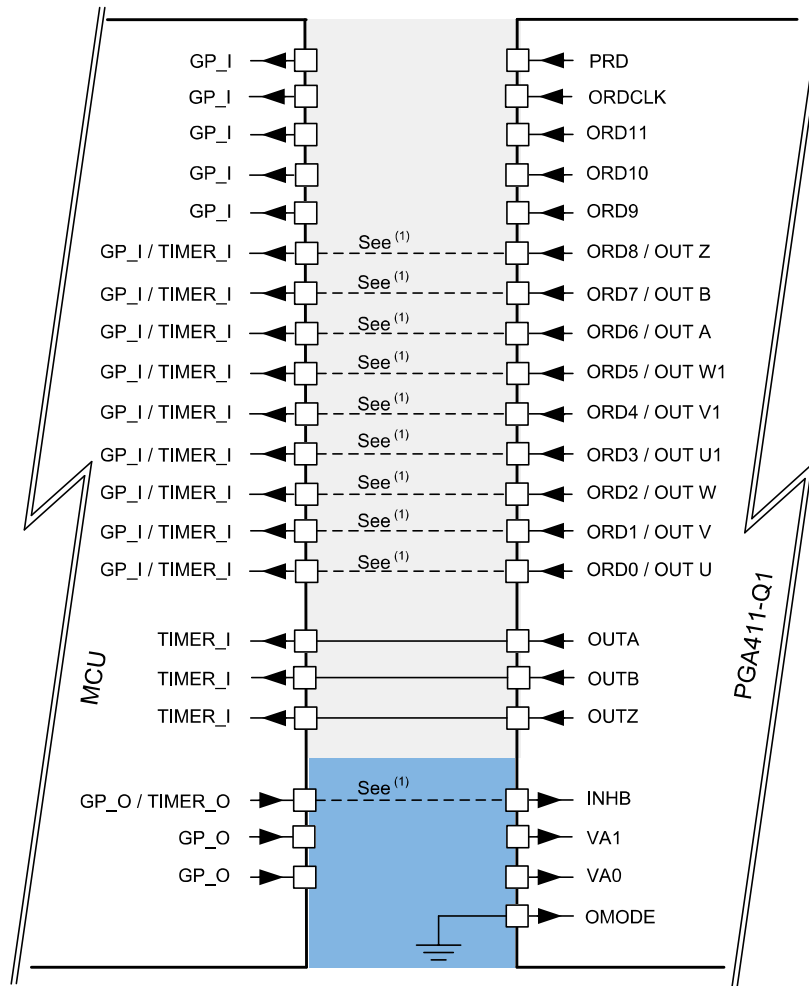 GP_I PRD
GP_I ORDCLK
GP_I ORD11
GP_I ORD10
GP_I ORD9
GP_I / TIMER_I See (1) ORD8 / OUT Z
GP_I / TIMER_I See (1) ORD7 / OUT B
GP_I / TIMER_I See (1) ORD6 / OUT A
GP_I / TIMER_I See (1) ORD5 / OUT W1
GP_I / TIMER_I See (1) ORD4 / OUT V1
GP_I / TIMER_I See (1) ORD3 / OUT U1
GP_I / TIMER_I See (1) ORD2 / OUT W
GP_I / TIMER_I See (1) ORD1 / OUT V
GP_I / TIMER_I See (1) ORD0 / OUT U
TIMER_I OUTA
TIMER_I OUTB
TIMER_I OUTZ
MCU
PGA411-Q1
GP_O / TIMER_O See (1) INHB
GP_O VA1
GP_O VA0
OMODE